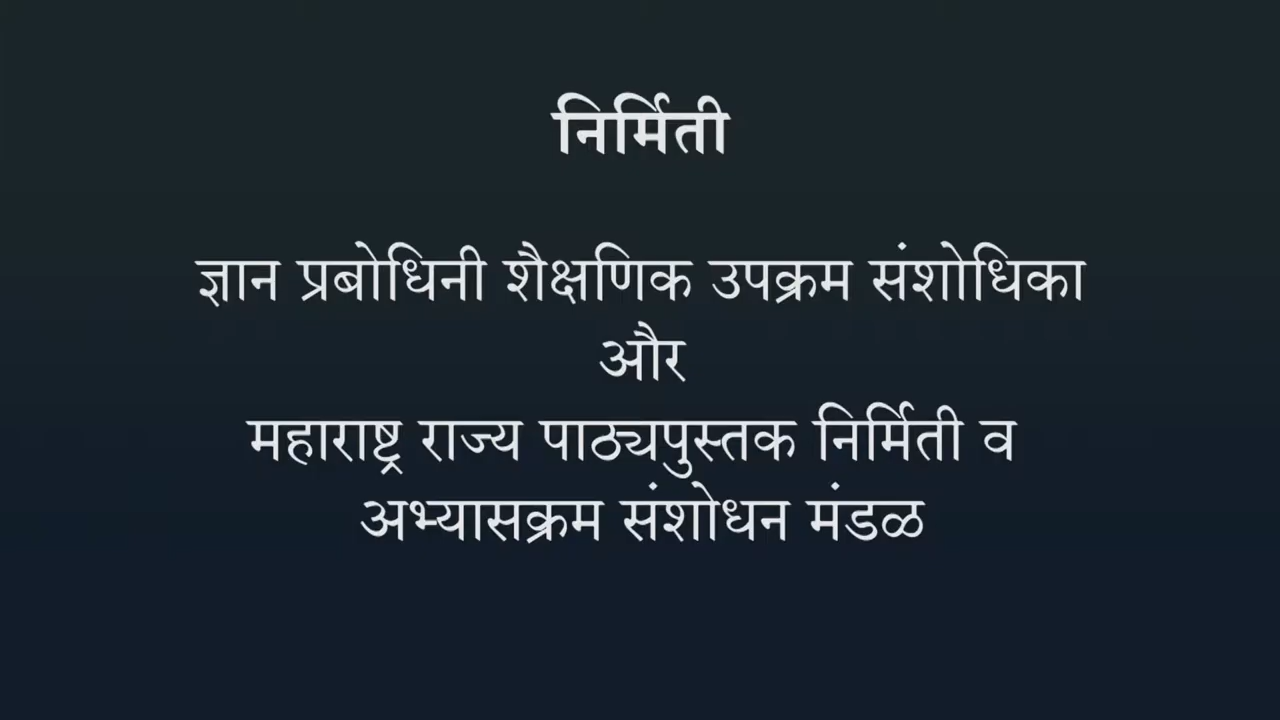 निर्मिती
ज्ञान प्रबोधिनी शैक्षणिक उपक्रम संशोधिका
और
महाराष्ट्र राज्य पाठ्यपुस्तक निर्मिती व
अभ्यासक्रम संशोधन मंडळ